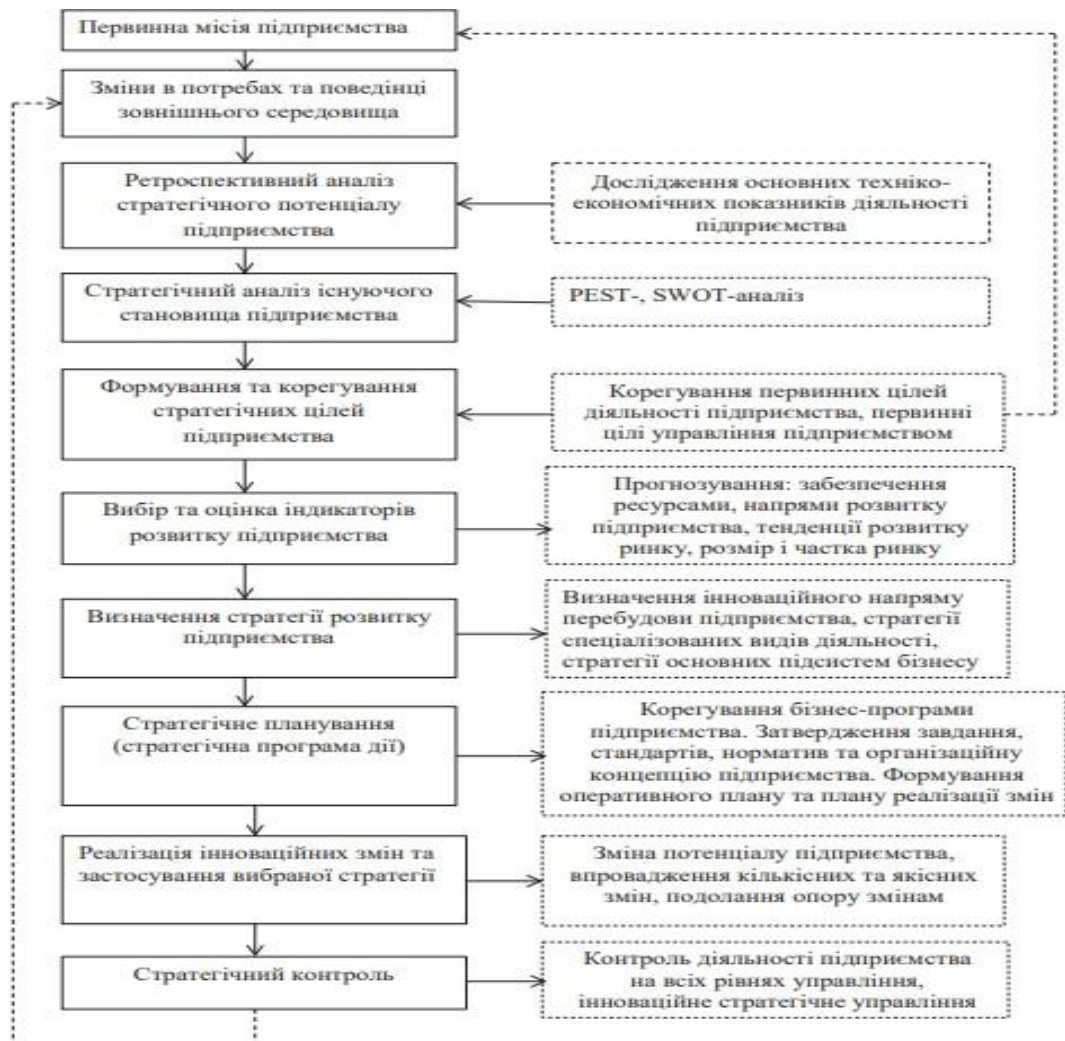 Первинна місія підприємства
Зміни в потребах та поведінці
зовнішнього середовища
Ретроспективний аналіз
стратегічного потенціалу
підприємства
Дослідження основних техніко-
економічних показників діяльності
підприємства
Стратегічний аналіз існуючого
становища підприємства
PEST-, SWOT-аналіз
Формування та корегування
стратегічних цілей
підприємства
Корегування первинних цілей
діяльності підприємства, первинні
цілі управління підприємством
Вибір та оцінка індикаторів
розвитку підприємства
Прогнозування: забезпечення
ресурсами, напрями розвитку
підприємства, тенденції розвитку
ринку, розмір і частка ринку
Визначення стратегії розвитку
підприємства
Визначення інноваційного напряму
перебудови підприємства, стратегії
спеціалізованих видів діяльності,
стратегії основних підсистем бізнесу
Стратегічне планування
(стратегічна програма дії)
Корегування бізнес-програми
підприємства. Затвердження завдання,
стандартів, норматив та організаційну
концепцію підприємства. Формування
оперативного плану та плану реалізації змін
Реалізація інноваційних змін та
застосування вибраної стратегії
Зміна потенціалу підприємства,
впровадження кількісних та якісних
змін, подолання опору змінам
Стратегічний контроль
Контроль діяльності підприємства
на всіх рівнях управління,
інноваційне стратегічне управління